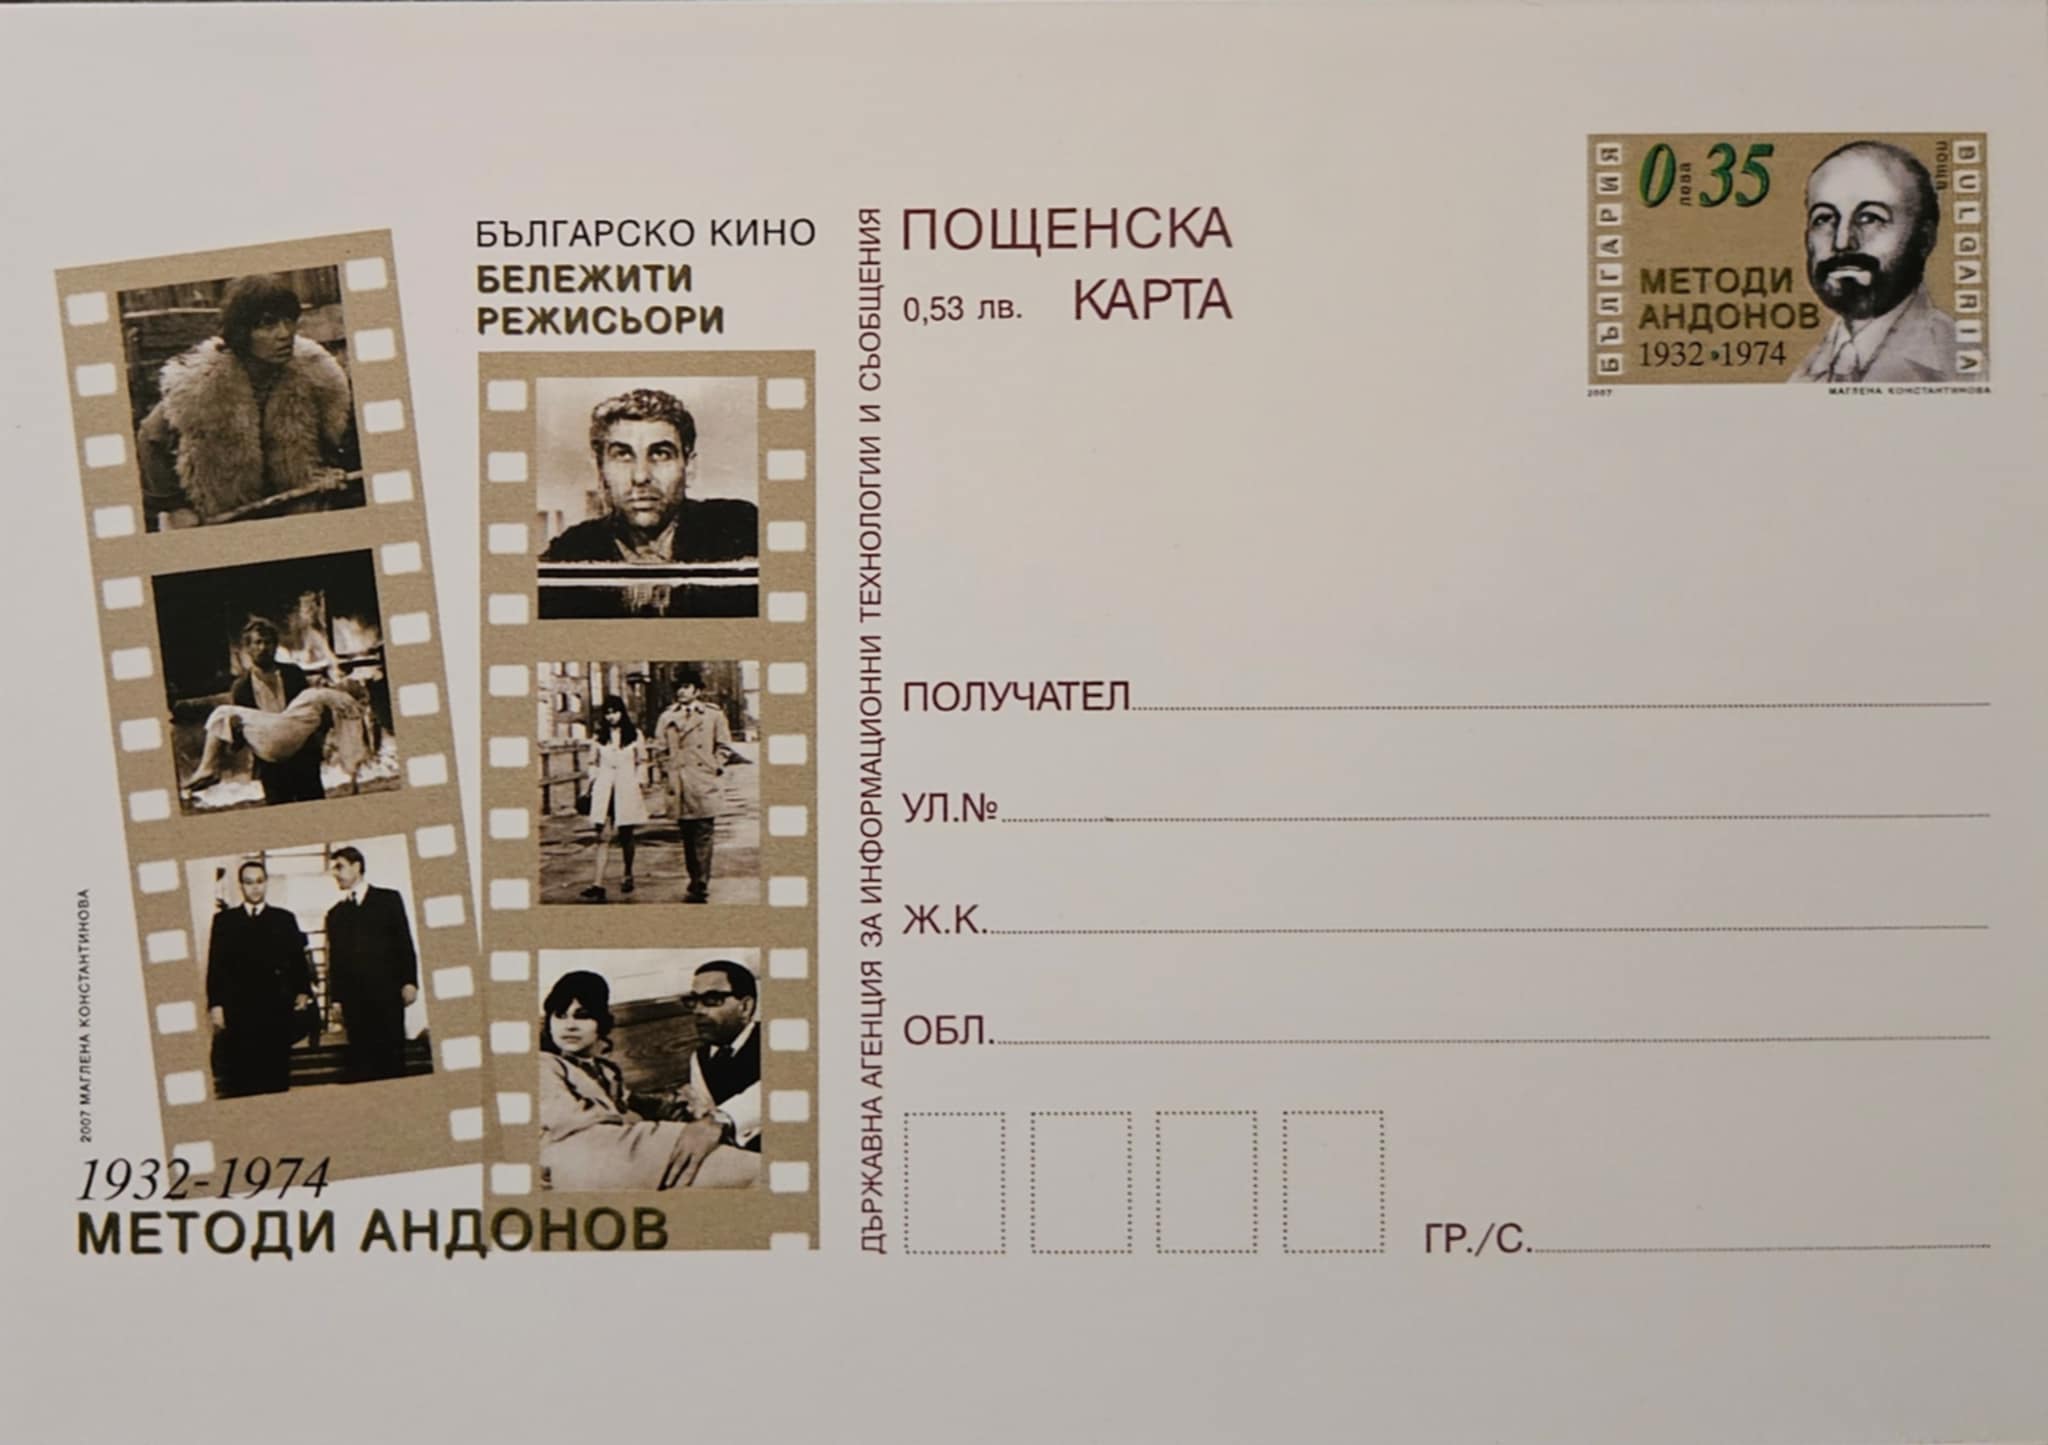 БЪЛГАРСКО КИНО
БЕЛЕЖИТИ
РЕЖИСЬОРИ
2007 МАГЛЕНА КОНСТАНТИНОВА
1932-1974
МЕТОДИ АНДОНОВ
ДЪРЖАВНА АГЕНЦИЯ ЗА ИНФОРМАЦИОННИ ТЕХНОЛОГИИ И СЪОБЩЕНИЯ
ПОЩЕНСКА
0,53 лв. КАРТА
БЪЛГАРИЯ
0 лева 35
поща
BULGARIA
МЕТОДИ
АНДОНОВ
1932•1974
2007 МАГЛЕНА КОНСТАНТИНОВА
ПОЛУЧАТЕЛ
УЛ.№
Ж.К.
ОБЛ.
ГР./С.